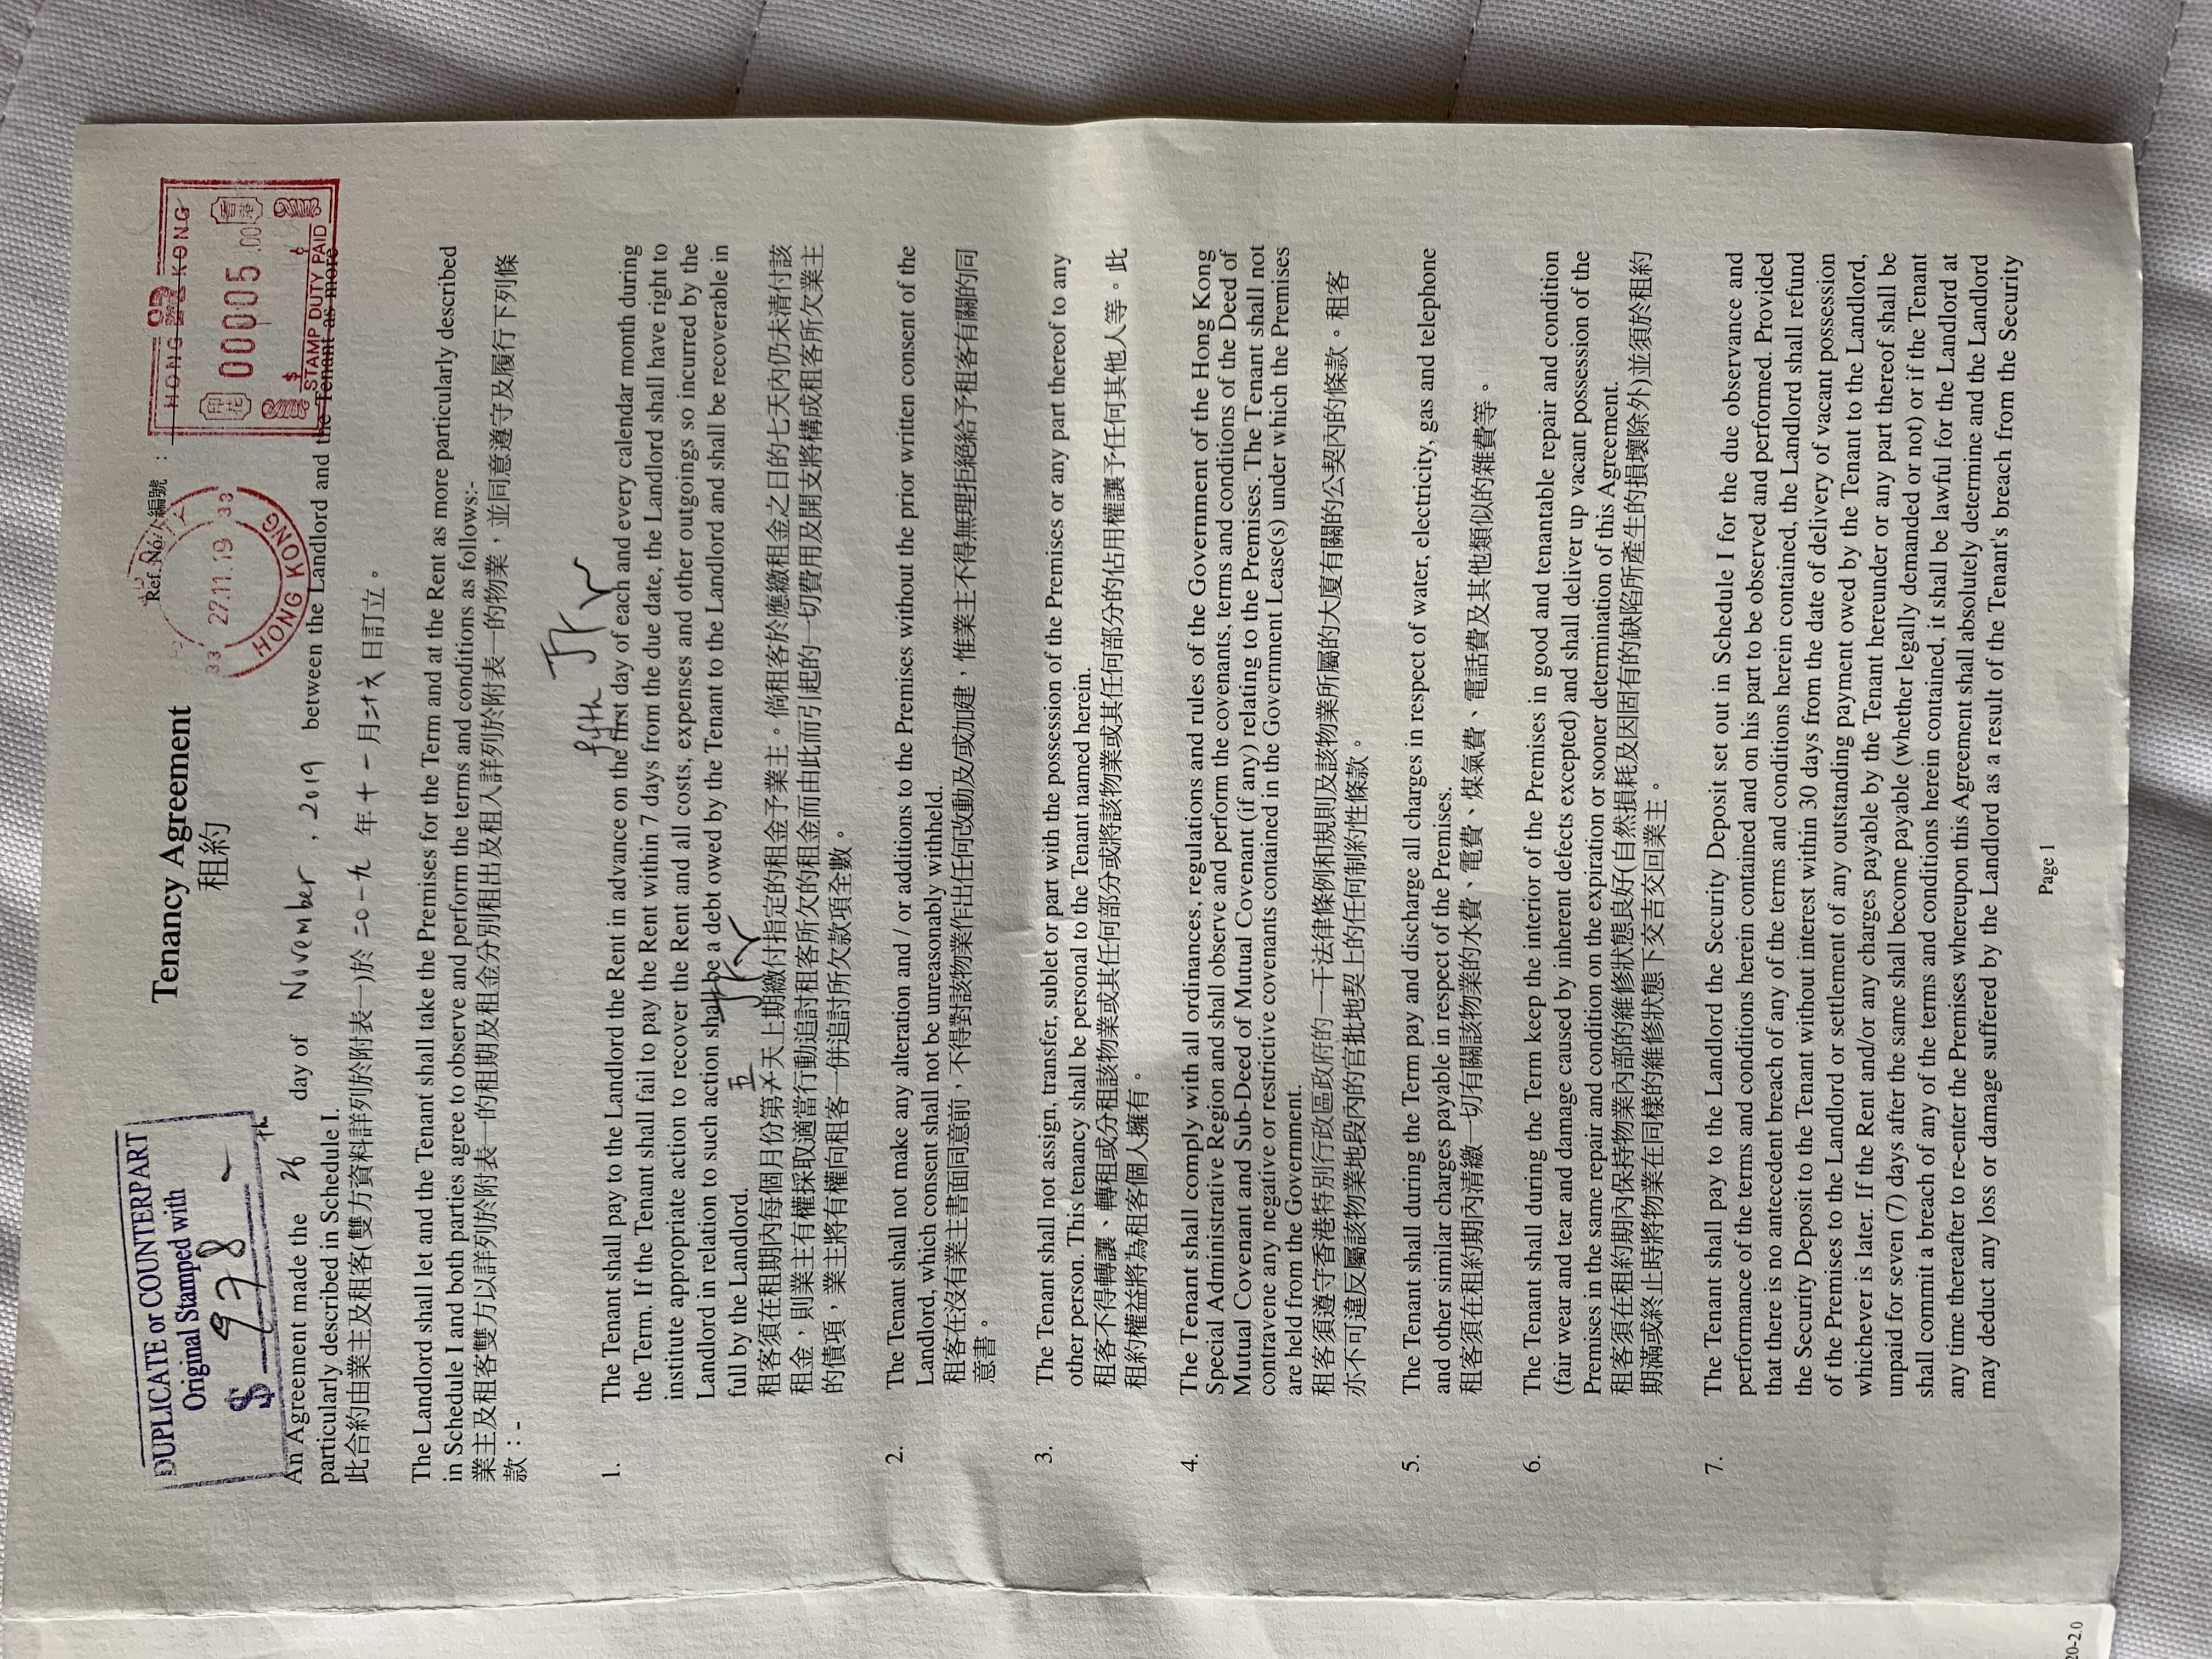 DUPLICATE or COUNTERPART
Original Stamped with
$ 978 -
Tenancy Agreement
租約
Ref. No./編號：
27.11.19
33 33
HONG KONG
HONG KONG
印花 00005.00 香港
$ ¢
STAMP DUTY PAID
An Agreement made the 26th day of November, 2019 between the Landlord and the Tenant as more
particularly described in Schedule I.
此合約由業主及租客(雙方資料詳列於附表一)於 二〇一九 年 十一 月 二十六 日訂立。
The Landlord shall let and the Tenant shall take the Premises for the Term and at the Rent as more particularly described
in Schedule I and both parties agree to observe and perform the terms and conditions as follows:-
業主及租客雙方以詳列於附表一的租期及租金分別租出及租入詳列於附表一的物業，並同意遵守及履行下列條
款：-
fifth
1. The Tenant shall pay to the Landlord the Rent in advance on the first day of each and every calendar month during
the Term. If the Tenant shall fail to pay the Rent within 7 days from the due date, the Landlord shall have right to
institute appropriate action to recover the Rent and all costs, expenses and other outgoings so incurred by the
Landlord in relation to such action shall be a debt owed by the Tenant to the Landlord and shall be recoverable in
full by the Landlord.
五
租客須在租期內每個月份第天上期繳付指定的租金予業主。倘租客於應繳租金之日的七天內仍未清付該
租金，則業主有權採取適當行動追討租客所欠的租金而由此而引起的一切費用及開支將構成租客所欠業主
的債項，業主將有權向租客一併追討所欠款項全數。
2. The Tenant shall not make any alteration and / or additions to the Premises without the prior written consent of the
Landlord, which consent shall not be unreasonably withheld.
租客在沒有業主書面同意前，不得對該物業作出任何改動及/或加建，惟業主不得無理拒絕給予租客有關的同
意書。
3. The Tenant shall not assign, transfer, sublet or part with the possession of the Premises or any part thereof to any
other person. This tenancy shall be personal to the Tenant named herein.
租客不得轉讓、轉租或分租該物業或其任何部分或將該物業或其任何部分的佔用權讓予任何其他人等。此
租約權益將為租客個人擁有。
4. The Tenant shall comply with all ordinances, regulations and rules of the Government of the Hong Kong
Special Administrative Region and shall observe and perform the covenants, terms and conditions of the Deed of
Mutual Covenant and Sub-Deed of Mutual Covenant (if any) relating to the Premises. The Tenant shall not
contravene any negative or restrictive covenants contained in the Government Lease(s) under which the Premises
are held from the Government.
租客須遵守香港特別行政區政府的一干法律條例和規則及該物業所屬的大廈有關的公契內的條款。租客
亦不可違反屬該物業地段內的官批地契上的任何制約性條款。
5. The Tenant shall during the Term pay and discharge all charges in respect of water, electricity, gas and telephone
and other similar charges payable in respect of the Premises.
租客須在租約期內清繳一切有關該物業的水費、電費、煤氣費、電話費及其他類似的雜費等。
6. The Tenant shall during the Term keep the interior of the Premises in good and tenantable repair and condition
(fair wear and tear and damage caused by inherent defects excepted) and shall deliver up vacant possession of the
Premises in the same repair and condition on the expiration or sooner determination of this Agreement.
租客須在租約期內保持物業內部的維修狀態良好(自然損耗及因固有的缺陷所產生的損壞除外)並須於租約
期滿或終止時將物業在同樣的維修狀態下交吉交回業主。
7. The Tenant shall pay to the Landlord the Security Deposit set out in Schedule I for the due observance and
performance of the terms and conditions herein contained and on his part to be observed and performed. Provided
that there is no antecedent breach of any of the terms and conditions herein contained, the Landlord shall refund
the Security Deposit to the Tenant without interest within 30 days from the date of delivery of vacant possession
of the Premises to the Landlord or settlement of any outstanding payment owed by the Tenant to the Landlord,
whichever is later. If the Rent and/or any charges payable by the Tenant hereunder or any part thereof shall be
unpaid for seven (7) days after the same shall become payable (whether legally demanded or not) or if the Tenant
shall commit a breach of any of the terms and conditions herein contained, it shall be lawful for the Landlord at
any time thereafter to re-enter the Premises whereupon this Agreement shall absolutely determine and the Landlord
may deduct any loss or damage suffered by the Landlord as a result of the Tenant's breach from the Security
Page 1
20-2.0